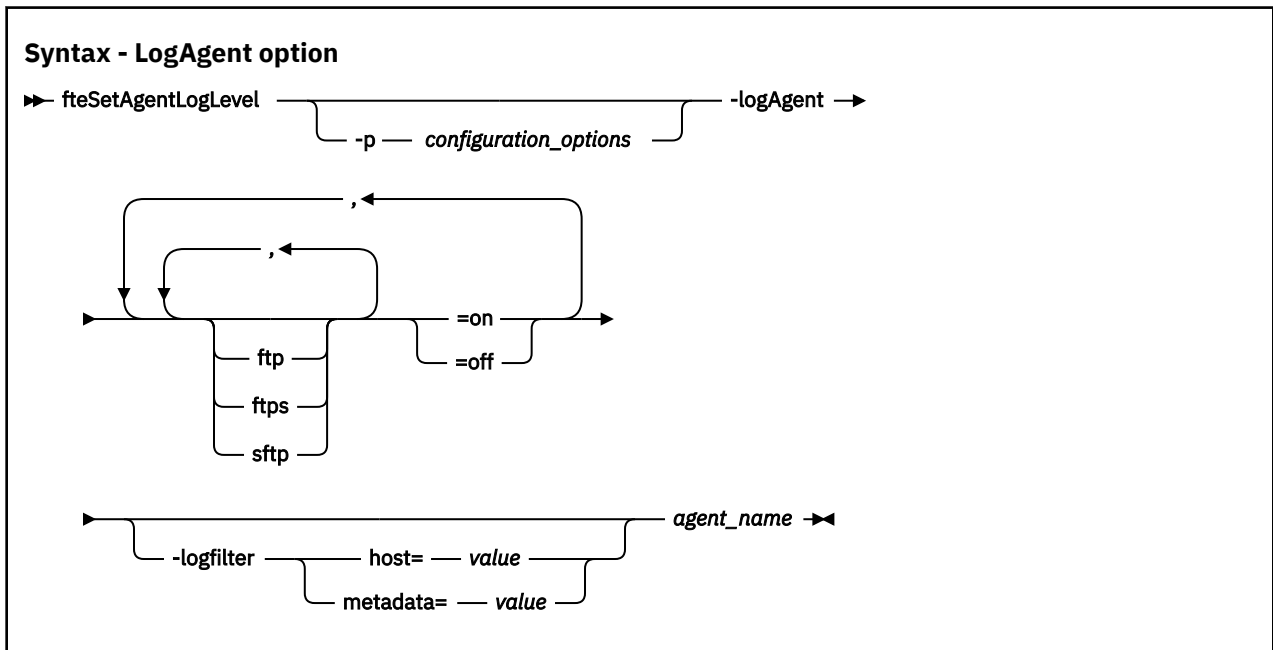 Syntax - LogAgent option
fteSetAgentLogLevel -logAgent
-p configuration_options
,
,
=on
ftp =off
ftps
sftp
agent_name
-logfilter host= value
metadata= value